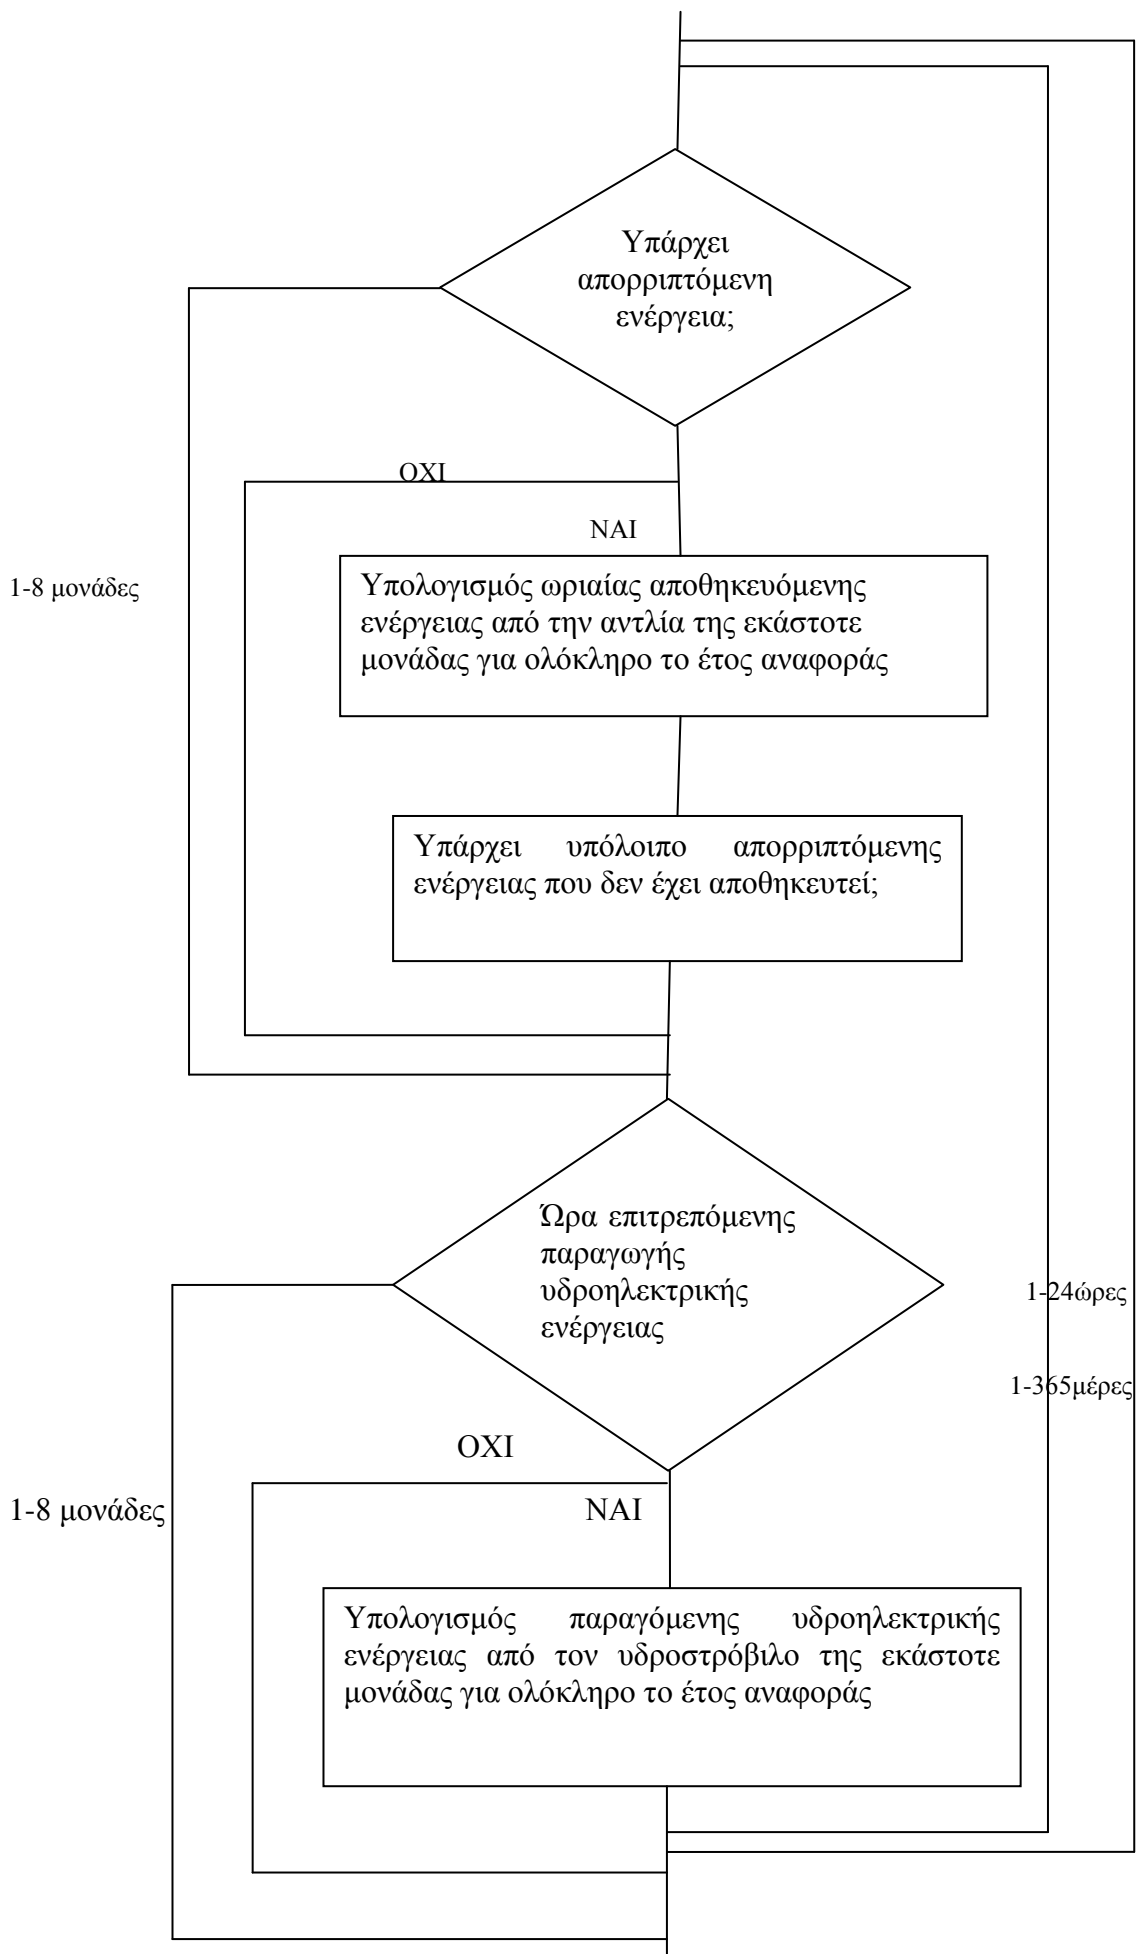 Υπάρχει
απορριπτόμενη
ενέργεια;
ΟΧΙ
ΝΑΙ
1-8 μονάδες
Υπολογισμός ωριαίας αποθηκευόμενης
ενέργειας από την αντλία της εκάστοτε
μονάδας για ολόκληρο το έτος αναφοράς
Υπάρχει υπόλοιπο απορριπτόμενης
ενέργειας που δεν έχει αποθηκευτεί;
Ώρα επιτρεπόμενης
παραγωγής
υδροηλεκτρικής
ενέργειας
1-24ώρες
1-365μέρες
ΟΧΙ
1-8 μονάδες
ΝΑΙ
Υπολογισμός παραγόμενης υδροηλεκτρικής
ενέργειας από τον υδροστρόβιλο της εκάστοτε
μονάδας για ολόκληρο το έτος αναφοράς